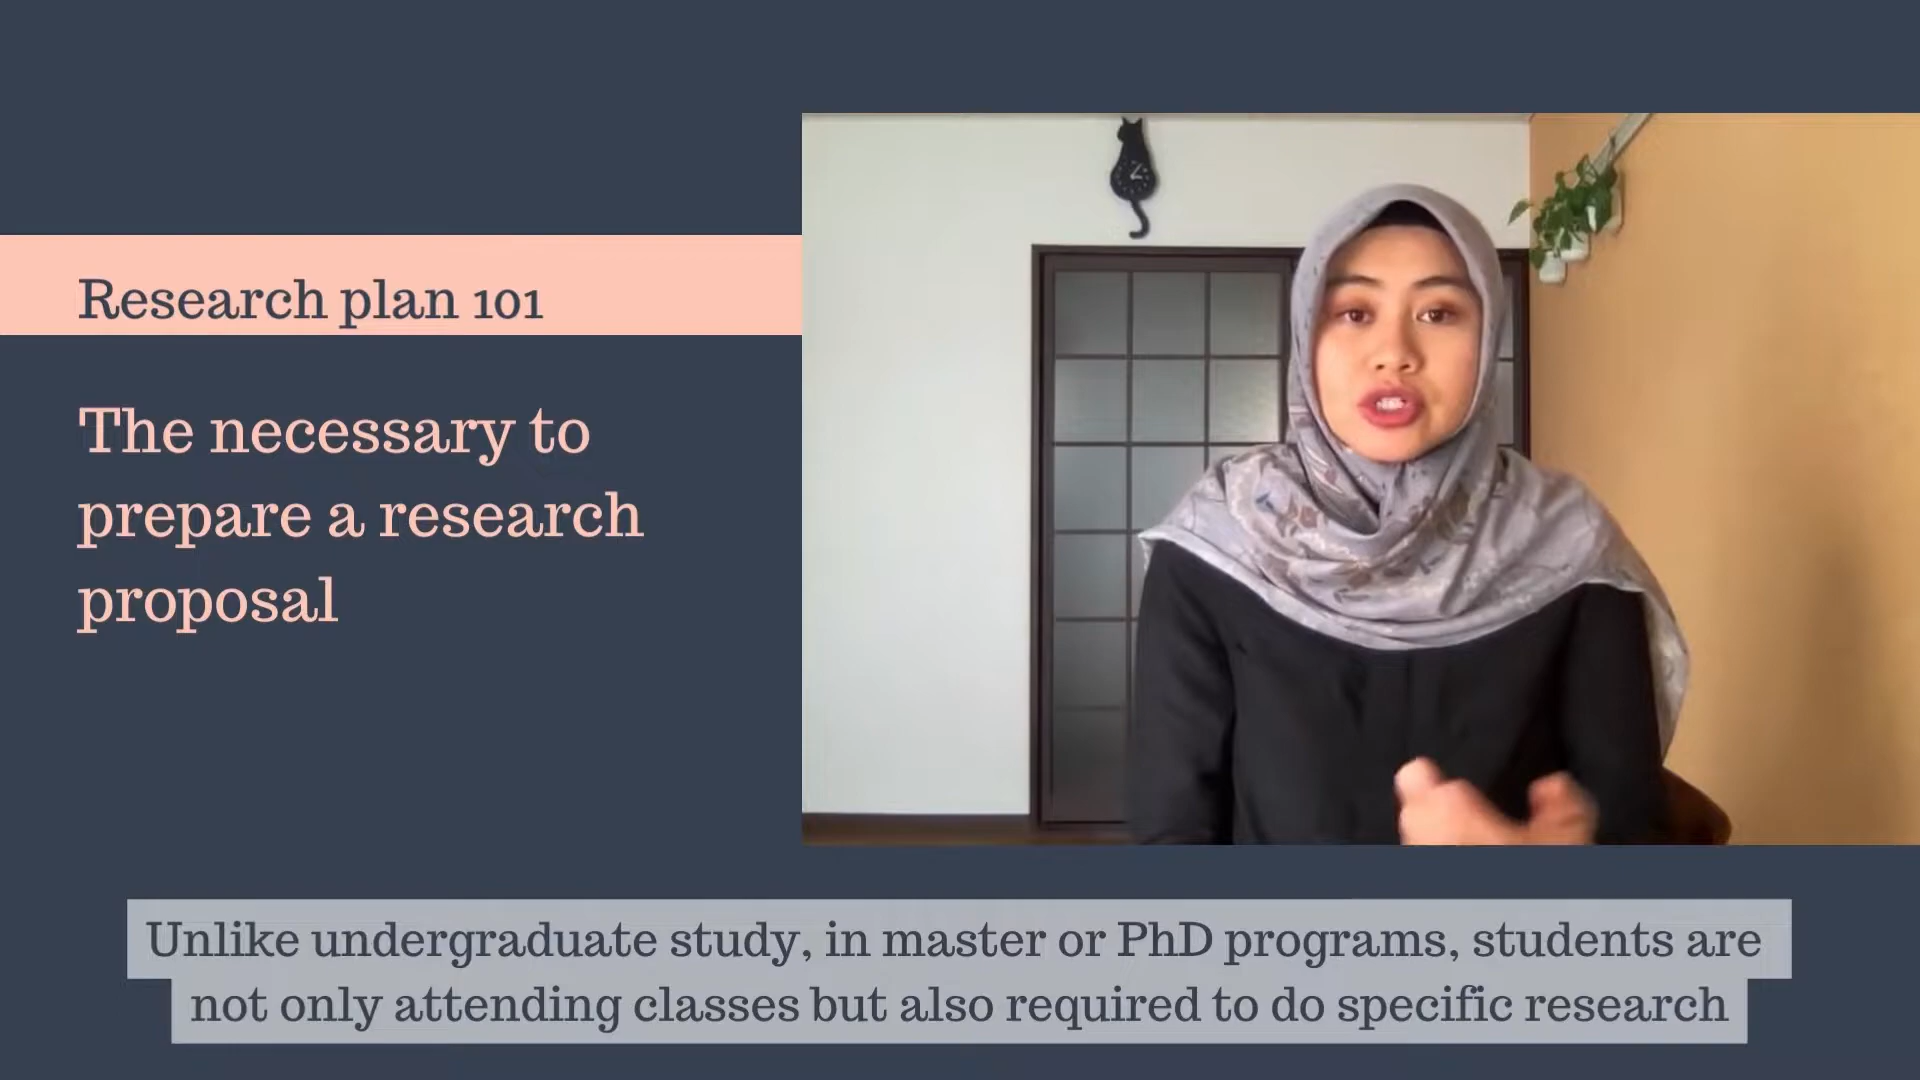 Research plan 101
The necessary to
prepare a research
proposal
Unlike undergraduate study, in master or PhD programs, students are
not only attending classes but also required to do specific research